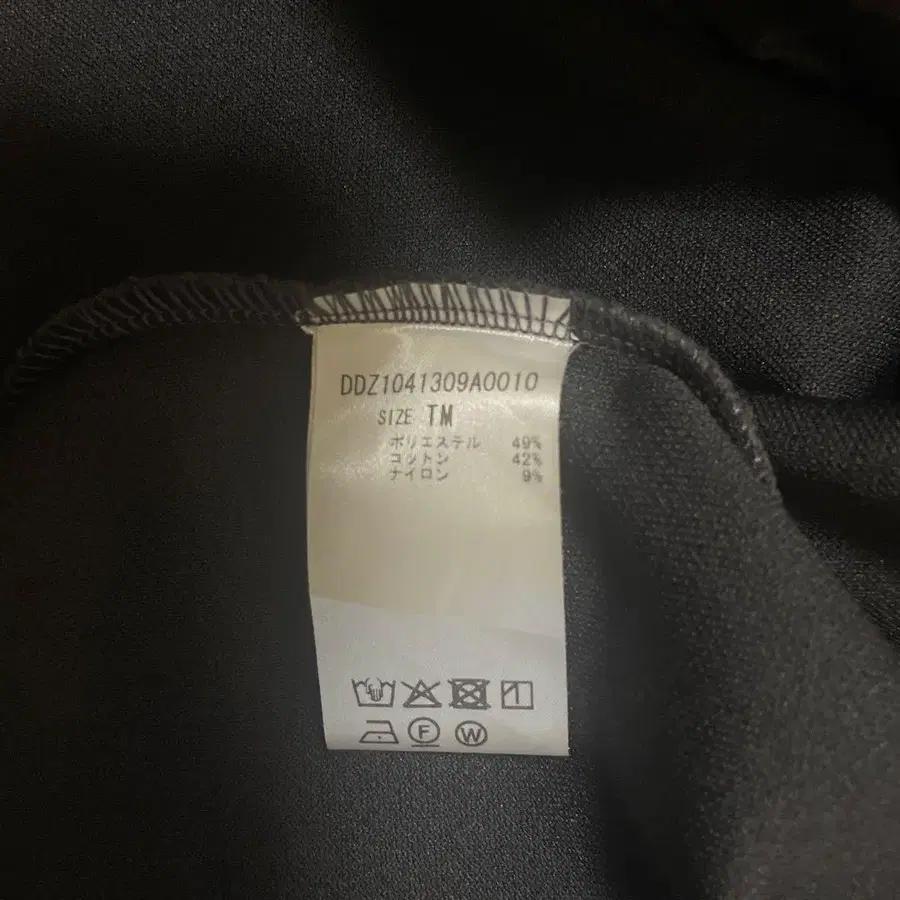 DDZ1041309A0010
SIZE TM
ポリエステル 49%
コットン 42%
ナイロン 9%
F W